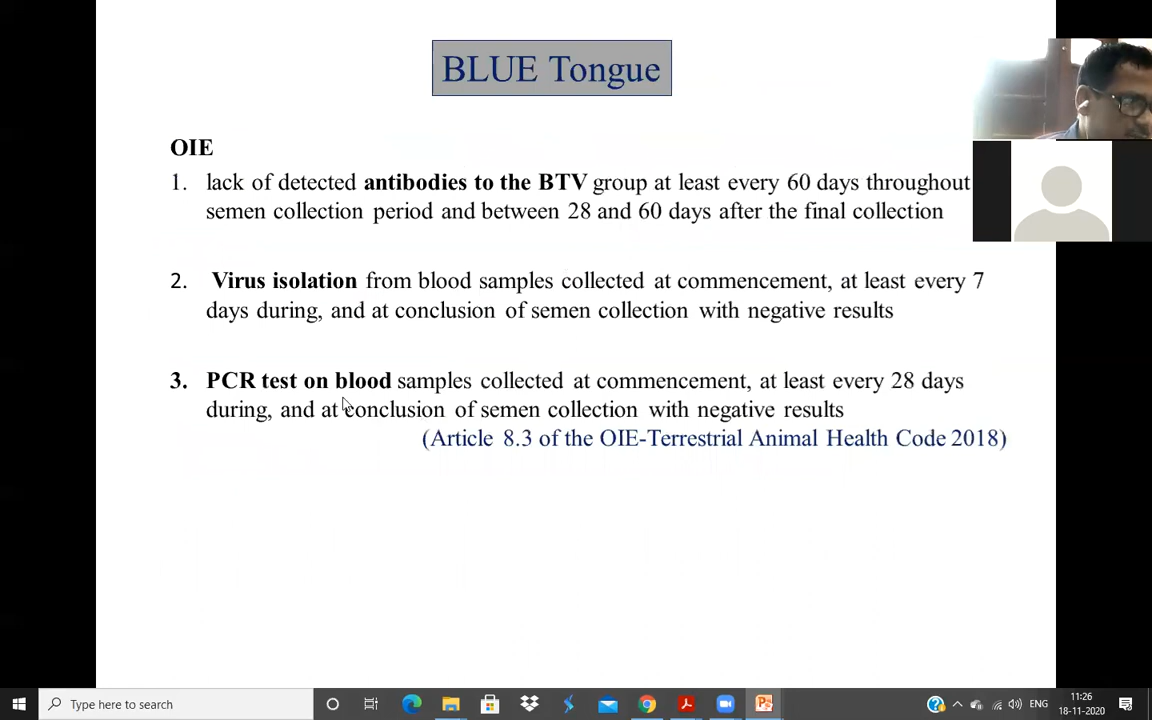 BLUE Tongue
OIE
1. lack of detected antibodies to the BTV group at least every 60 days throughout
semen collection period and between 28 and 60 days after the final collection
2. Virus isolation from blood samples collected at commencement, at least every 7
days during, and at conclusion of semen collection with negative results
3. PCR test on blood samples collected at commencement, at least every 28 days
during, and at conclusion of semen collection with negative results
(Article 8.3 of the OIE-Terrestrial Animal Health Code 2018)
Type here to search
ENG
11:26
18-11-2020